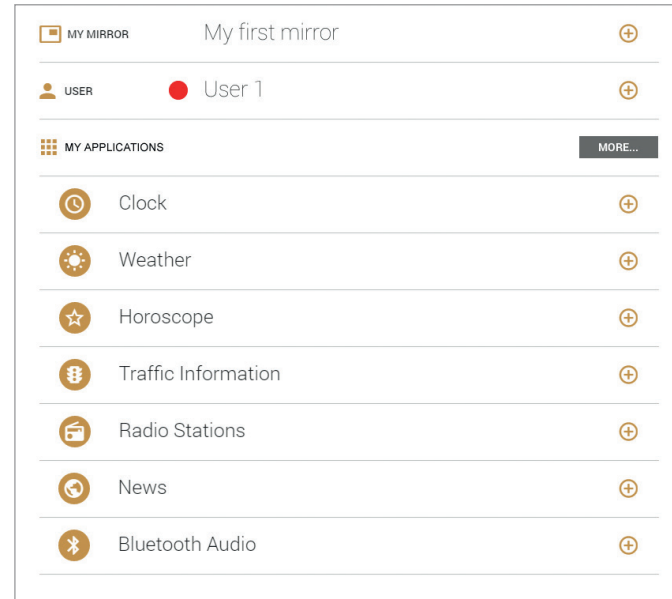 MY MIRROR My first mirror
USER User 1
MY APPLICATIONS MORE...
Clock
Weather
Horoscope
Traffic Information
Radio Stations
News
Bluetooth Audio